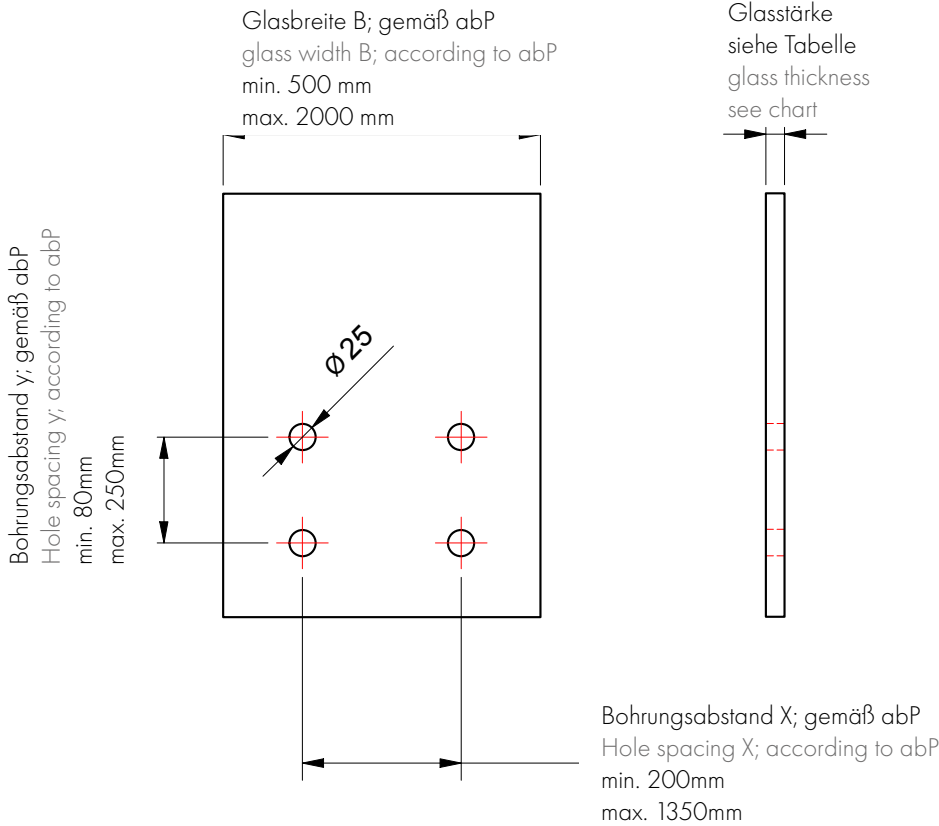 Glasbreite B; gemäß abP
glass width B; according to abP
min. 500 mm
max. 2000 mm
Glasstärke
siehe Tabelle
glass thickness
see chart
Bohrungsabstand y; gemäß abP
Hole spacing y; according to abP
min. 80mm
max. 250mm
Ø25
Bohrungsabstand X; gemäß abP
Hole spacing X; according to abP
min. 200mm
max. 1350mm